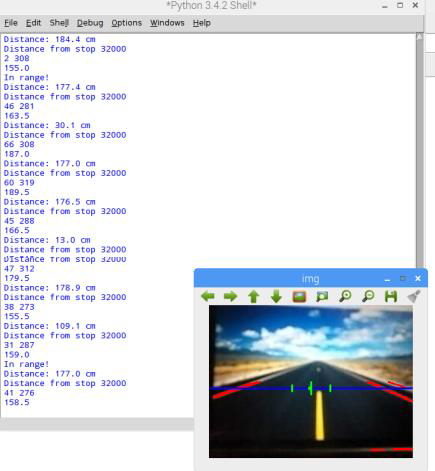 *Python 3.4.2 Shell*
File Edit Shell Debug Options Windows Help
Distance: 184.4 cm
Distance from stop 32000
2 308
155.0
In range!
Distance: 177.4 cm
Distance from stop 32000
46 281
163.5
Distance: 30.1 cm
Distance from stop 32000
66 308
187.0
Distance: 177.0 cm
Distance from stop 32000
60 319
189.5
Distance: 176.5 cm
Distance from stop 32000
45 288
166.5
Distance: 13.0 cm
Distance from stop 32000
Distance from stop 32000
47 312
179.5
Distance: 178.9 cm
Distance from stop 32000
38 273
155.5
Distance: 109.1 cm
Distance from stop 32000
31 287
159.0
In range!
Distance: 177.0 cm
Distance from stop 32000
41 276
158.5
img